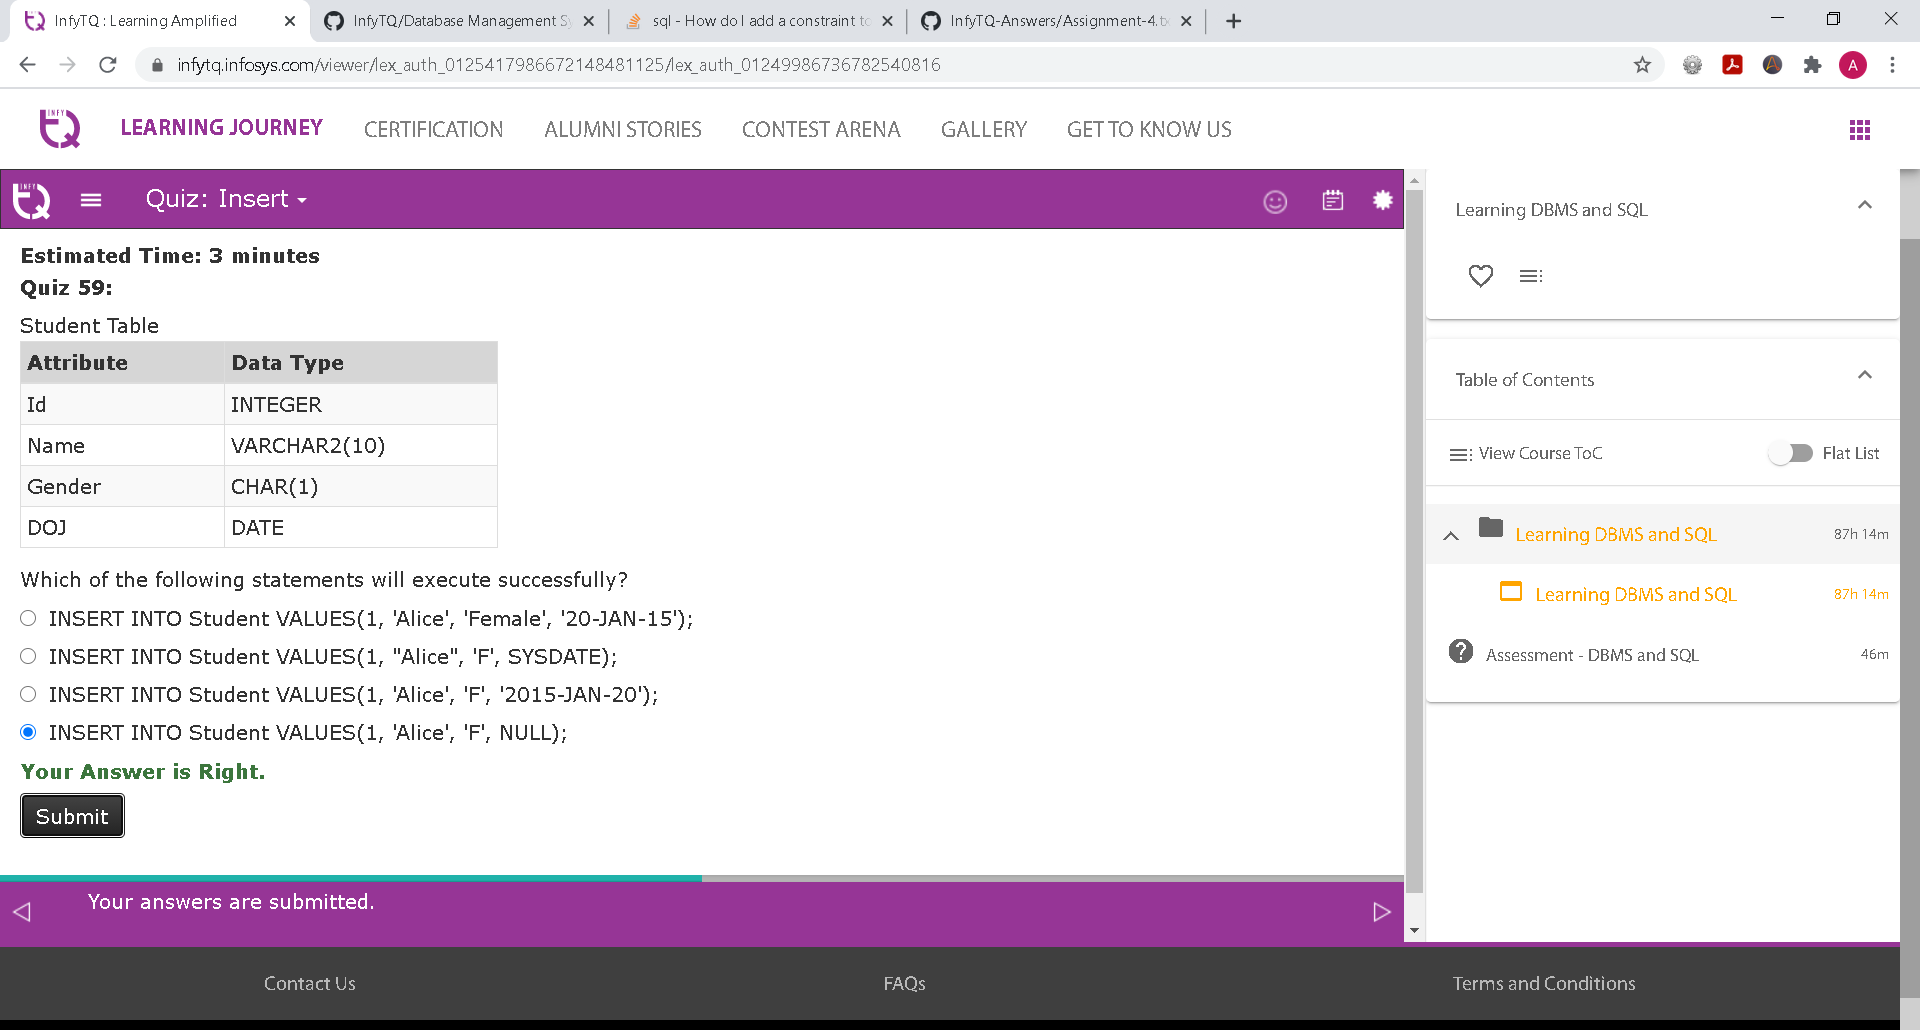 InfyTQ : Learning Amplified
InfyTQ/Database Management Sy
sql - How do I add a constraint to
InfyTQ-Answers/Assignment-4.tx
infytq.infosys.com/viewer/lex_auth_0125417986672148481125/lex_auth_01249986736782540816
A
INFY
TQ
LEARNING JOURNEY
CERTIFICATION
ALUMNI STORIES
CONTEST ARENA
GALLERY
GET TO KNOW US
INFY
TQ
Quiz: Insert
Estimated Time: 3 minutes
Quiz 59:
Student Table
Attribute Data Type
Id INTEGER
Name VARCHAR2(10)
Gender CHAR(1)
DOJ DATE
Which of the following statements will execute successfully?
INSERT INTO Student VALUES(1, 'Alice', 'Female', '20-JAN-15');
INSERT INTO Student VALUES(1, "Alice", 'F', SYSDATE);
INSERT INTO Student VALUES(1, 'Alice', 'F', '2015-JAN-20');
INSERT INTO Student VALUES(1, 'Alice', 'F', NULL);
Your Answer is Right.
Submit
Your answers are submitted.
Learning DBMS and SQL
Table of Contents
View Course ToC
Flat List
Learning DBMS and SQL 87h 14m
Learning DBMS and SQL 87h 14m
Assessment - DBMS and SQL 46m
Contact Us
FAQs
Terms and Conditions